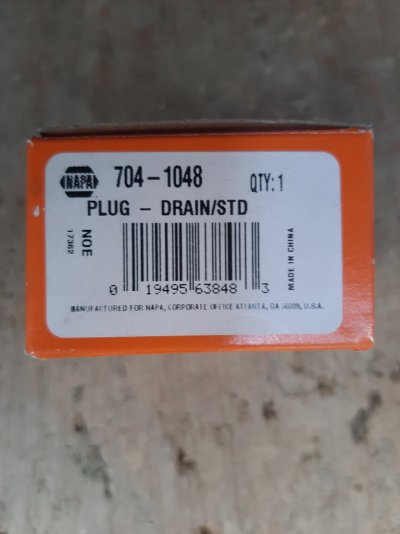 NAPA
704-1048
QTY:1
PLUG - DRAIN/STD
NOE
17362
MADE IN CHINA
0 19495 63848 3
MANUFACTURED FOR NAPA, CORPORATE OFFICE ATLANTA, GA 30339, U.S.A.